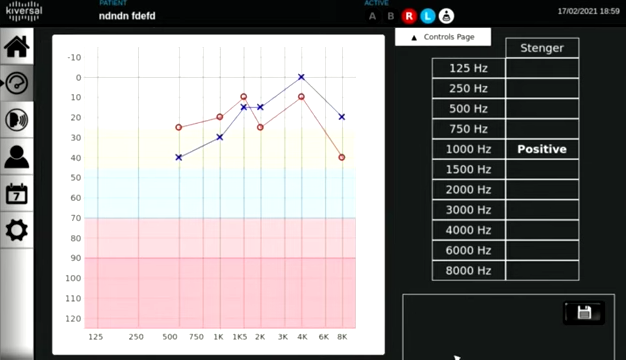 kiversal
PATIENT
ndndn fdefd
ACTIVE
A B R L
17/02/2021 18:59
▲ Controls Page
Stenger
125 Hz
250 Hz
500 Hz
750 Hz
1000 Hz Positive
1500 Hz
2000 Hz
3000 Hz
4000 Hz
6000 Hz
8000 Hz
-10
0
10
20
30
40
50
60
70
80
90
100
110
120
125 250 500 750 1K 1K5 2K 3K 4K 6K 8K
7